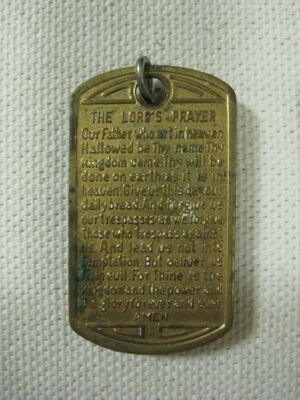 THE LORD'S PRAYER
Our Father who art in heaven
Hallowed be Thy name. Thy
Kingdom come. Thy will be
done on earth as it is in
heaven. Give us this day our
daily bread. And forgive us
our trespasses as we forgive
Those who trespass against
us. And lead us not into
temptation. But deliver us
from evil. For Thine is the
kingdom and the power and
the glory forever and ever
AMEN